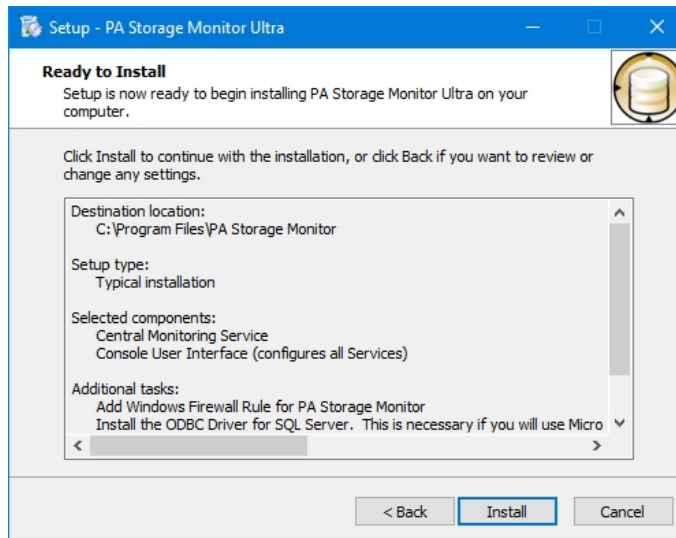 Setup - PA Storage Monitor Ultra
Ready to Install
Setup is now ready to begin installing PA Storage Monitor Ultra on your
computer.
Click Install to continue with the installation, or click Back if you want to review or
change any settings.
Destination location:
C:\Program Files\PA Storage Monitor
Setup type:
Typical installation
Selected components:
Central Monitoring Service
Console User Interface (configures all Services)
Additional tasks:
Add Windows Firewall Rule for PA Storage Monitor
Install the ODBC Driver for SQL Server.  This is necessary if you will use Micro
< Back
Install
Cancel